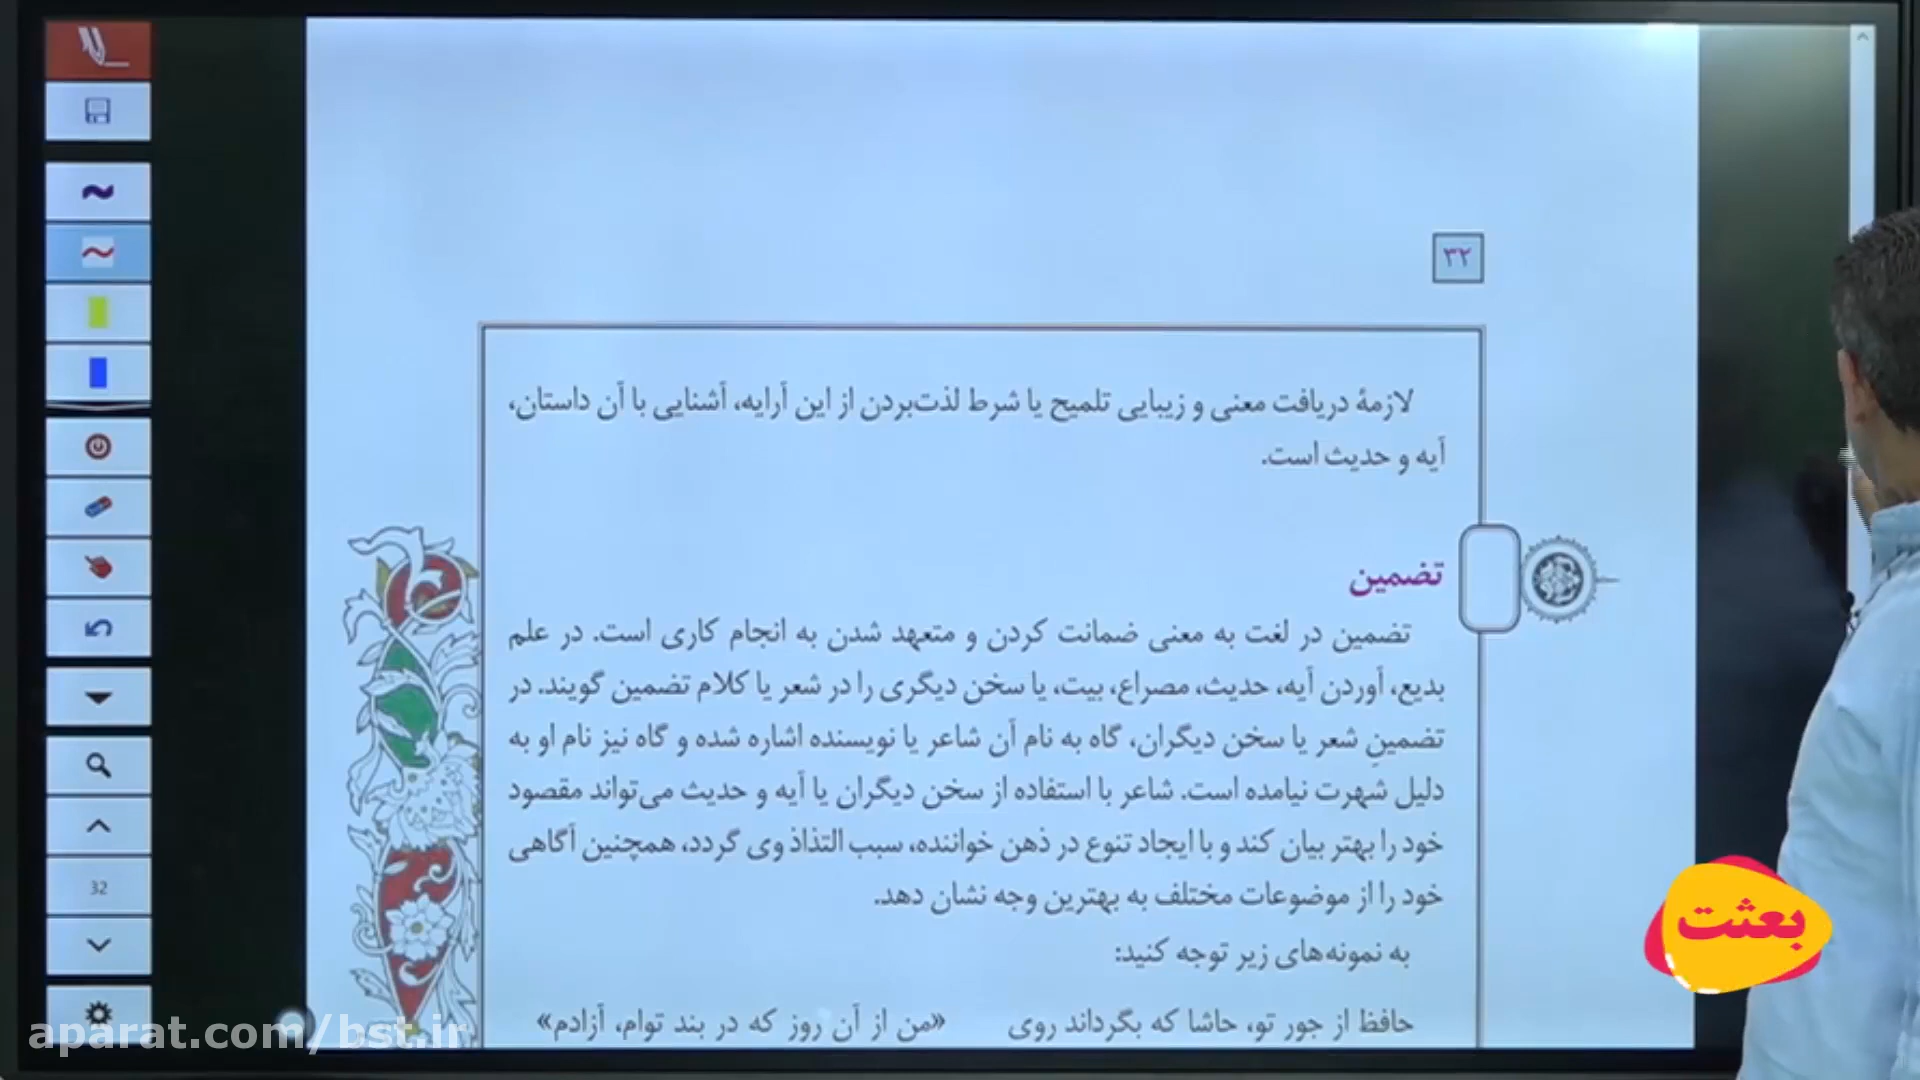 ۳۲
لازمهٔ دریافت معنی و زیبایی تلمیح یا شرط لذت‌بردن از این آرایه، آشنایی با آن داستان،
آیه و حدیث است.
تضمین
تضمین در لغت به معنی ضمانت کردن و متعهد شدن به انجام کاری است. در علم
بدیع، آوردن آیه، حدیث، مصراع، بیت، یا سخن دیگری را در شعر یا کلام تضمین گویند. در
تضمینِ شعر یا سخن دیگران، گاه به نام آن شاعر یا نویسنده اشاره شده و گاه نیز نام او به
دلیل شهرت نیامده است. شاعر با استفاده از سخن دیگران یا آیه و حدیث می‌تواند مقصود
خود را بهتر بیان کند و با ایجاد تنوع در ذهن خواننده، سبب التذاذ وی گردد، همچنین آگاهی
خود را از موضوعات مختلف به بهترین وجه نشان دهد.
به نمونه‌های زیر توجه کنید:
حافظ از جور تو، حاشا که بگرداند روی «من از آن روز که در بند توام، آزادم»
32
بعثت
aparat.com/bst.ir